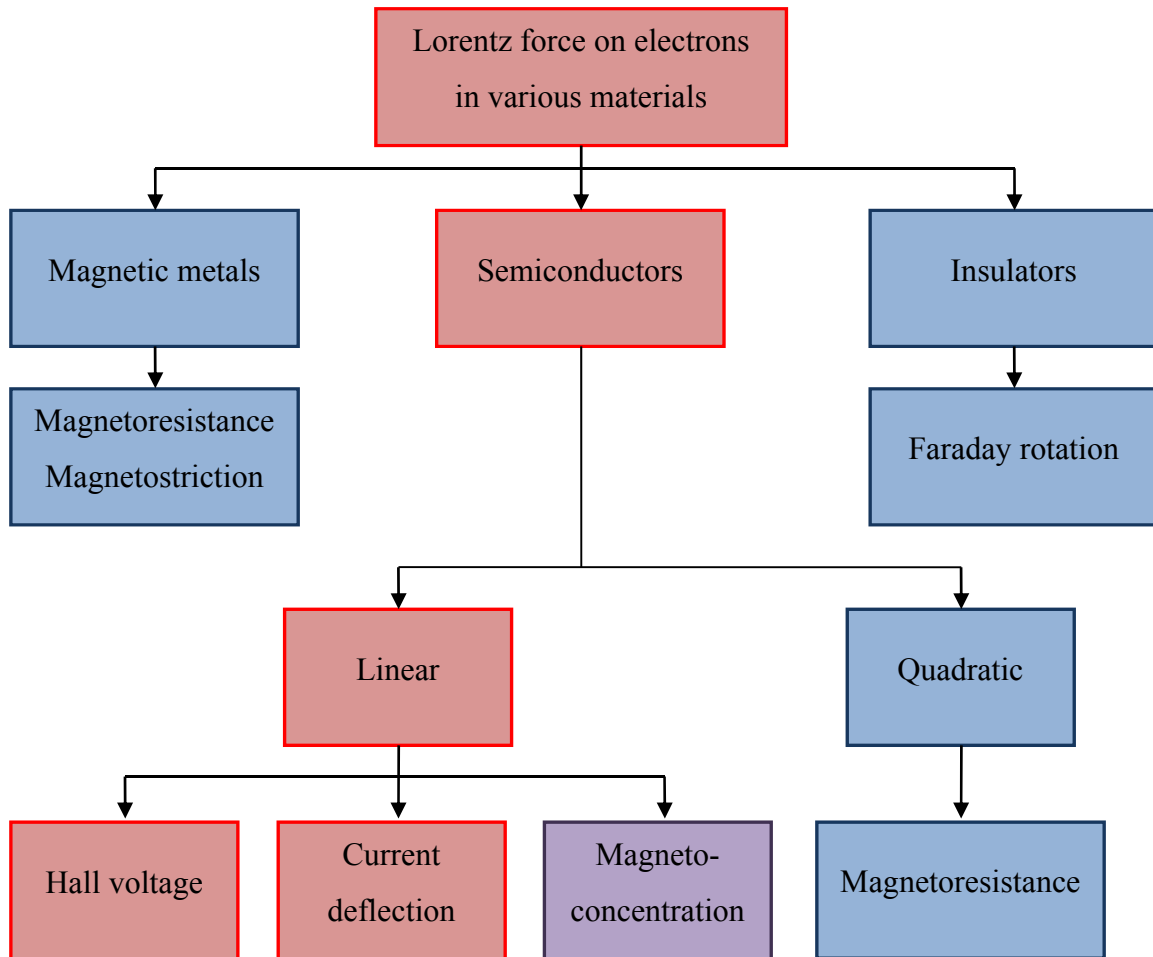 Lorentz force on electrons
in various materials
Magnetic metals
Semiconductors
Insulators
Magnetoresistance
Magnetostriction
Faraday rotation
Linear
Quadratic
Hall voltage
Current
deflection
Magneto-
concentration
Magnetoresistance